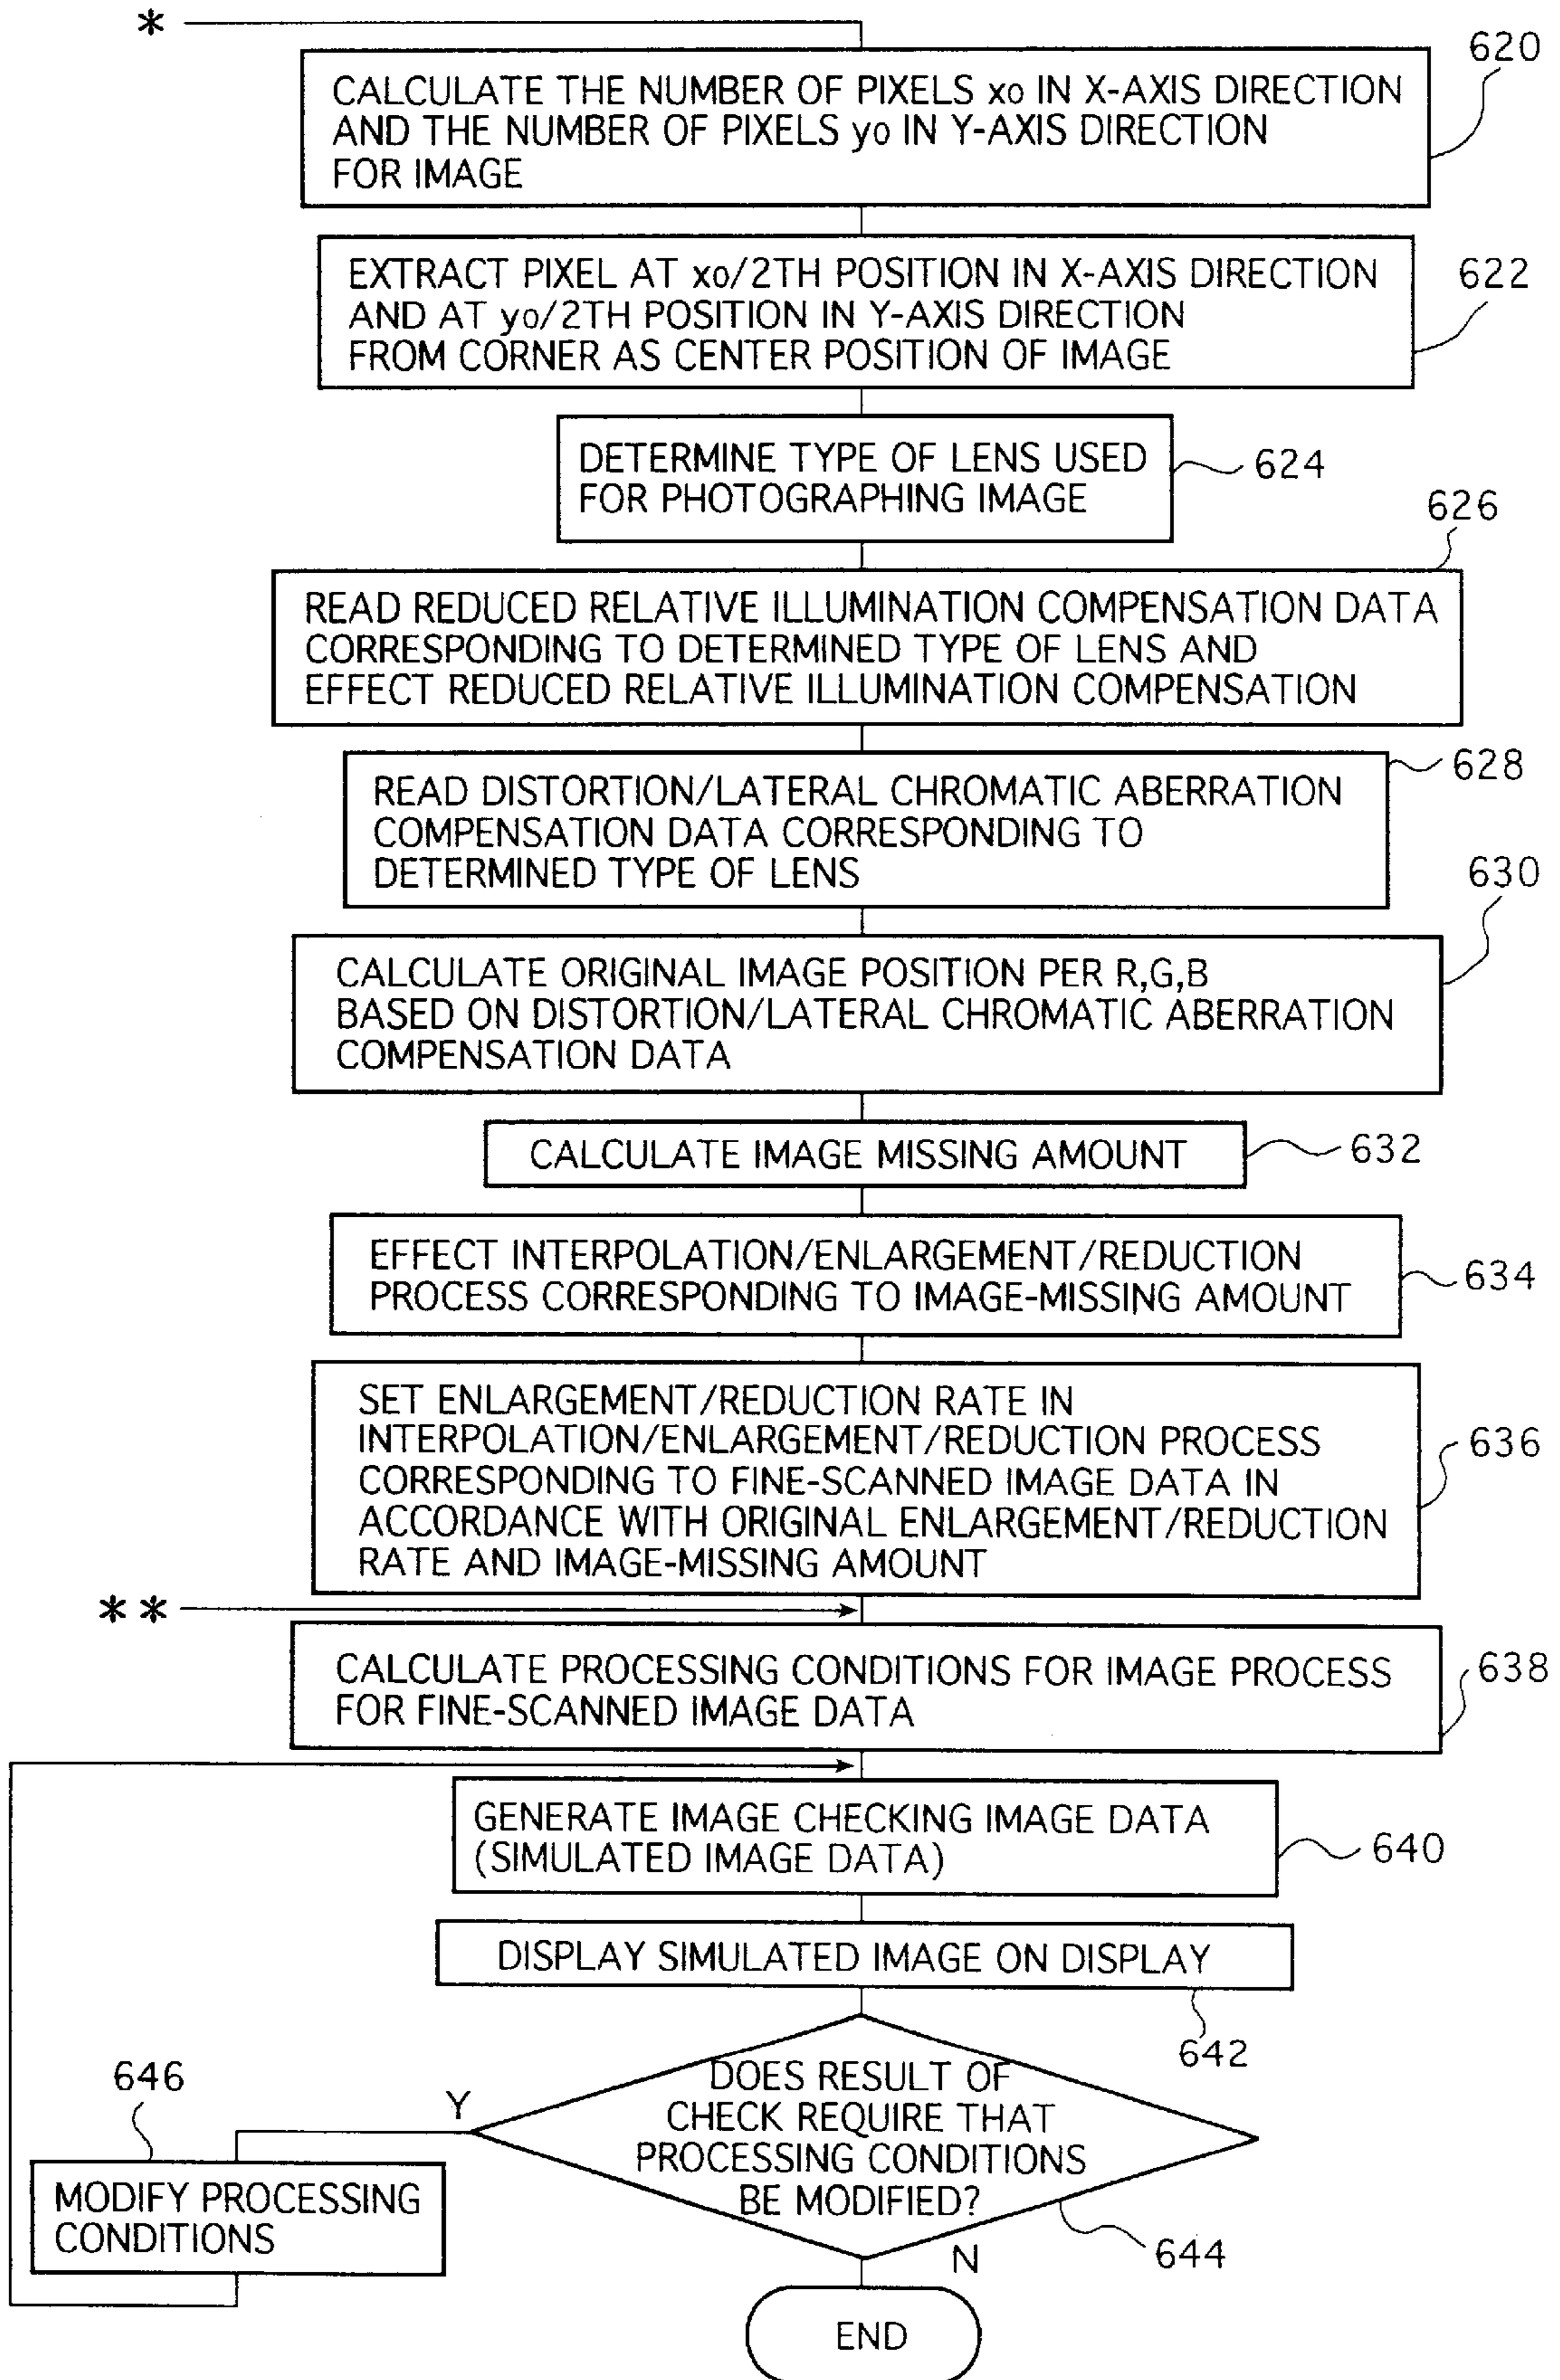 *
620
CALCULATE THE NUMBER OF PIXELS xo IN X-AXIS DIRECTION
AND THE NUMBER OF PIXELS yo IN Y-AXIS DIRECTION
FOR IMAGE
EXTRACT PIXEL AT xo/2TH POSITION IN X-AXIS DIRECTION
AND AT yo/2TH POSITION IN Y-AXIS DIRECTION
FROM CORNER AS CENTER POSITION OF IMAGE
622
DETERMINE TYPE OF LENS USED
FOR PHOTOGRAPHING IMAGE
624
626
READ REDUCED RELATIVE ILLUMINATION COMPENSATION DATA
CORRESPONDING TO DETERMINED TYPE OF LENS AND
EFFECT REDUCED RELATIVE ILLUMINATION COMPENSATION
628
READ DISTORTION/LATERAL CHROMATIC ABERRATION
COMPENSATION DATA CORRESPONDING TO
DETERMINED TYPE OF LENS
630
CALCULATE ORIGINAL IMAGE POSITION PER R,G,B
BASED ON DISTORTION/LATERAL CHROMATIC ABERRATION
COMPENSATION DATA
CALCULATE IMAGE MISSING AMOUNT
632
EFFECT INTERPOLATION/ENLARGEMENT/REDUCTION
PROCESS CORRESPONDING TO IMAGE-MISSING AMOUNT
634
SET ENLARGEMENT/REDUCTION RATE IN
INTERPOLATION/ENLARGEMENT/REDUCTION PROCESS
CORRESPONDING TO FINE-SCANNED IMAGE DATA IN
ACCORDANCE WITH ORIGINAL ENLARGEMENT/REDUCTION
RATE AND IMAGE-MISSING AMOUNT
636
**
CALCULATE PROCESSING CONDITIONS FOR IMAGE PROCESS
FOR FINE-SCANNED IMAGE DATA
638
GENERATE IMAGE CHECKING IMAGE DATA
(SIMULATED IMAGE DATA)
640
DISPLAY SIMULATED IMAGE ON DISPLAY
642
DOES RESULT OF
CHECK REQUIRE THAT
PROCESSING CONDITIONS
BE MODIFIED?
644
Y
646
MODIFY PROCESSING
CONDITIONS
N
END